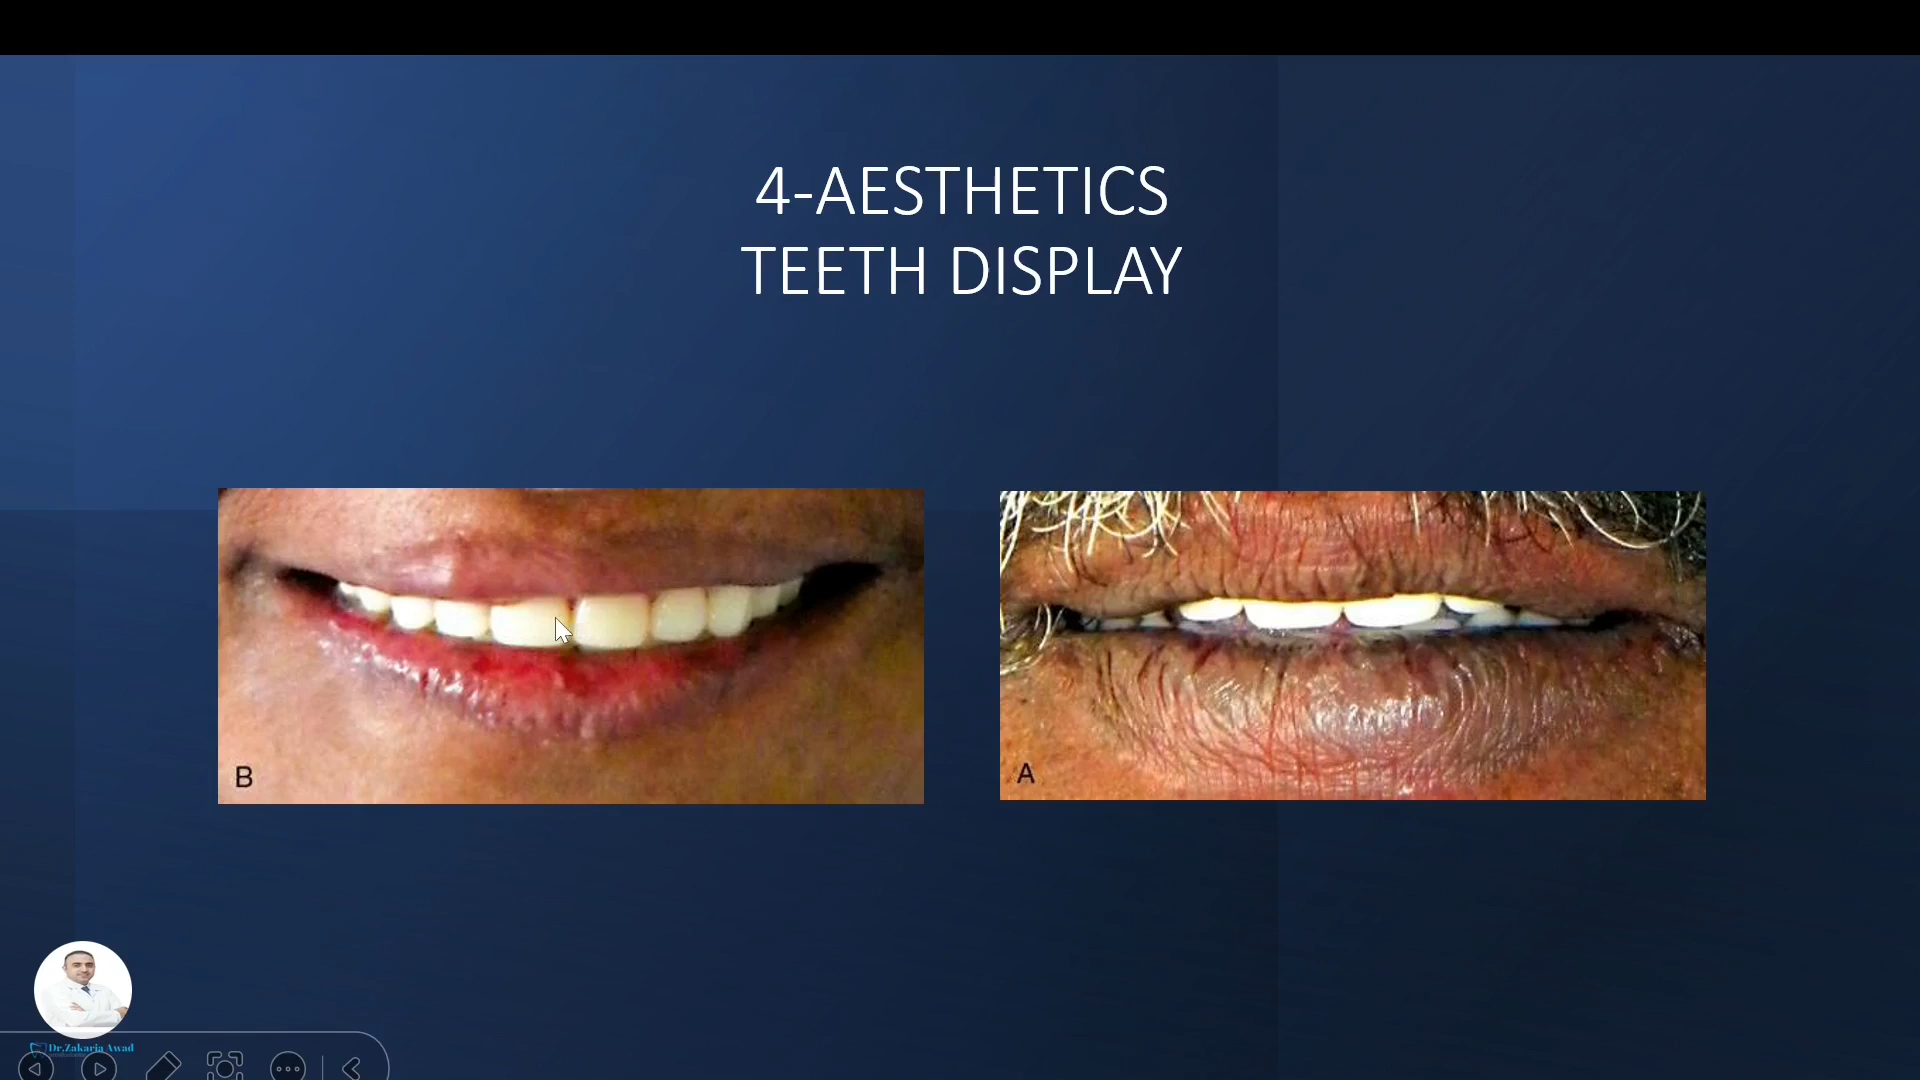 4-AESTHETICS
TEETH DISPLAY
B
A
Dr.Zakaria Awad